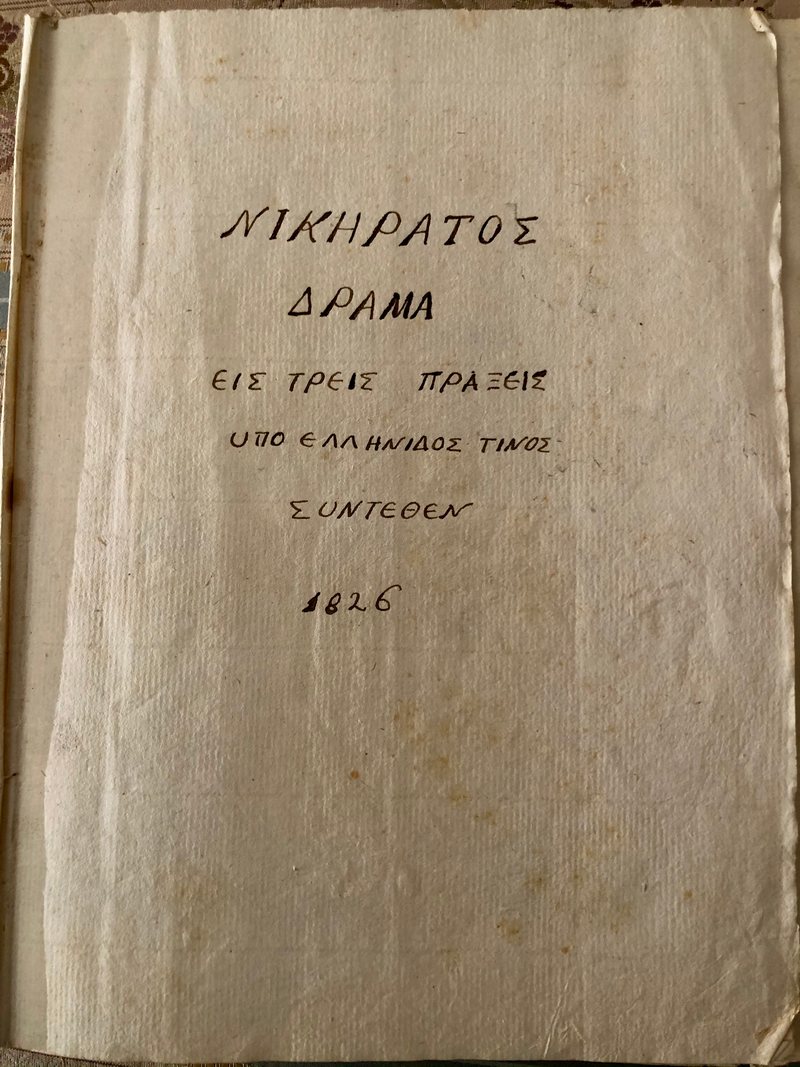 ΝΙΚΗΡΑΤΟΣ
ΔΡΑΜΑ
ΕΙΣ ΤΡΕΙΣ ΠΡΑΞΕΙΣ
ΥΠΟ ΕΛΛΗΝΙΔΟΣ ΤΙΝΟΣ
ΣΥΝΤΕΘΕΝ
1826